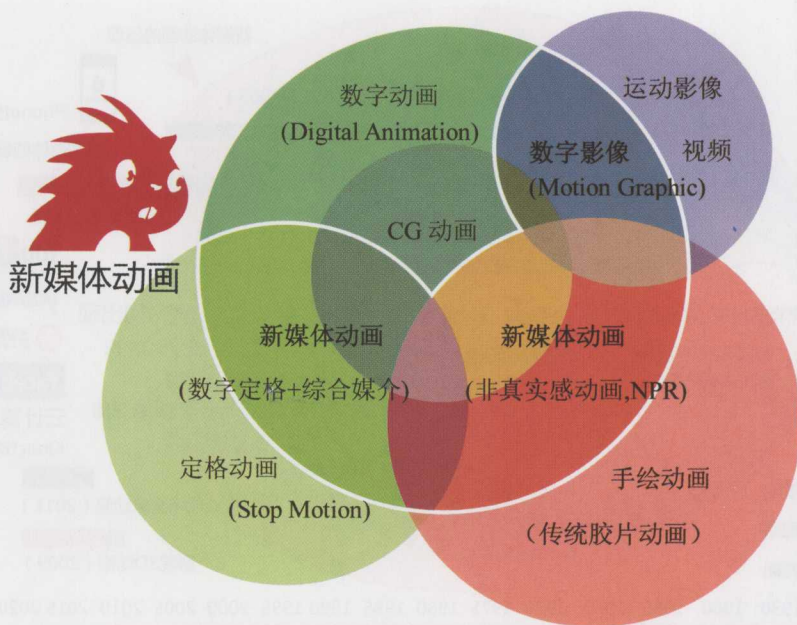 数字动画
(Digital Animation)
运动影像
数字影像
视频
(Motion Graphic)
CG 动画
新媒体动画
新媒体动画
(数字定格+综合媒介)
新媒体动画
(非真实感动画,NPR)
定格动画
(Stop Motion)
手绘动画
（传统胶片动画）